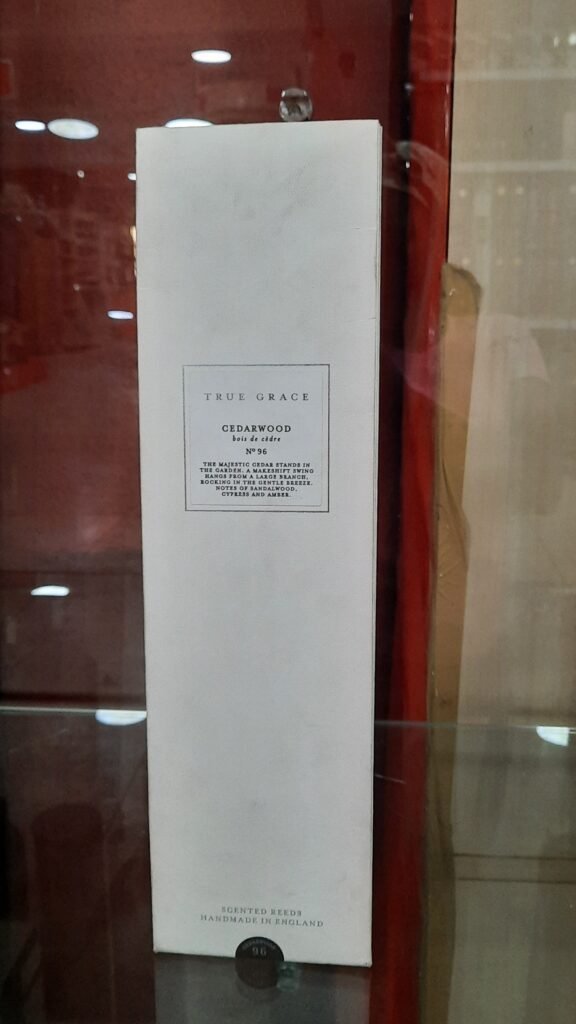 TRUE GRACE
CEDARWOOD
bois de cèdre
Nº 96
THE MAJESTIC CEDAR STANDS IN
THE GARDEN. A MAKESHIFT SWING
HANGS FROM A LARGE BRANCH,
ROCKING IN THE GENTLE BREEZE.
NOTES OF SANDALWOOD,
CYPRESS AND AMBER.
SCENTED REEDS
HANDMADE IN ENGLAND
CEDARWOOD
96